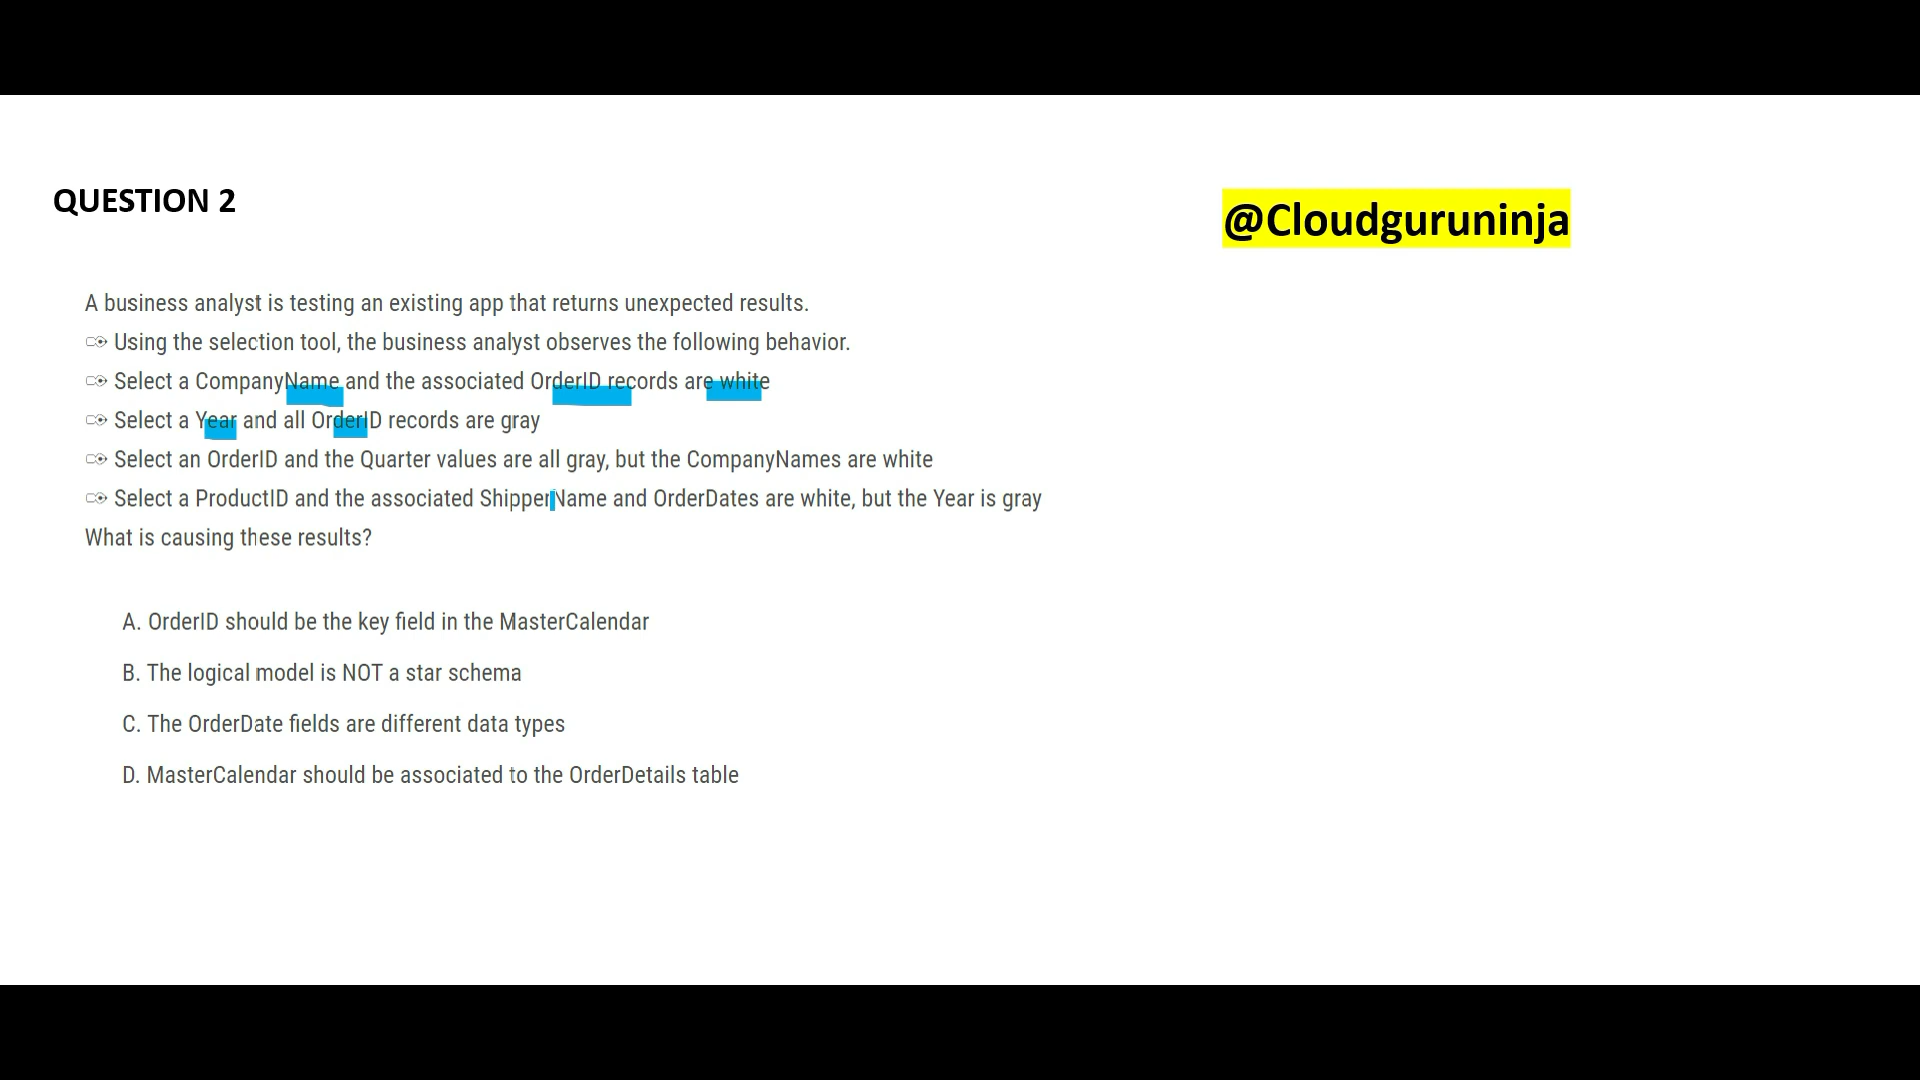 QUESTION 2
@Cloudguruninja
A business analyst is testing an existing app that returns unexpected results.
Using the selection tool, the business analyst observes the following behavior.
Select a CompanyName and the associated OrderID records are white
Select a Year and all OrderID records are gray
Select an OrderID and the Quarter values are all gray, but the CompanyNames are white
Select a ProductID and the associated ShipperName and OrderDates are white, but the Year is gray
What is causing these results?
A. OrderID should be the key field in the MasterCalendar
B. The logical model is NOT a star schema
C. The OrderDate fields are different data types
D. MasterCalendar should be associated to the OrderDetails table